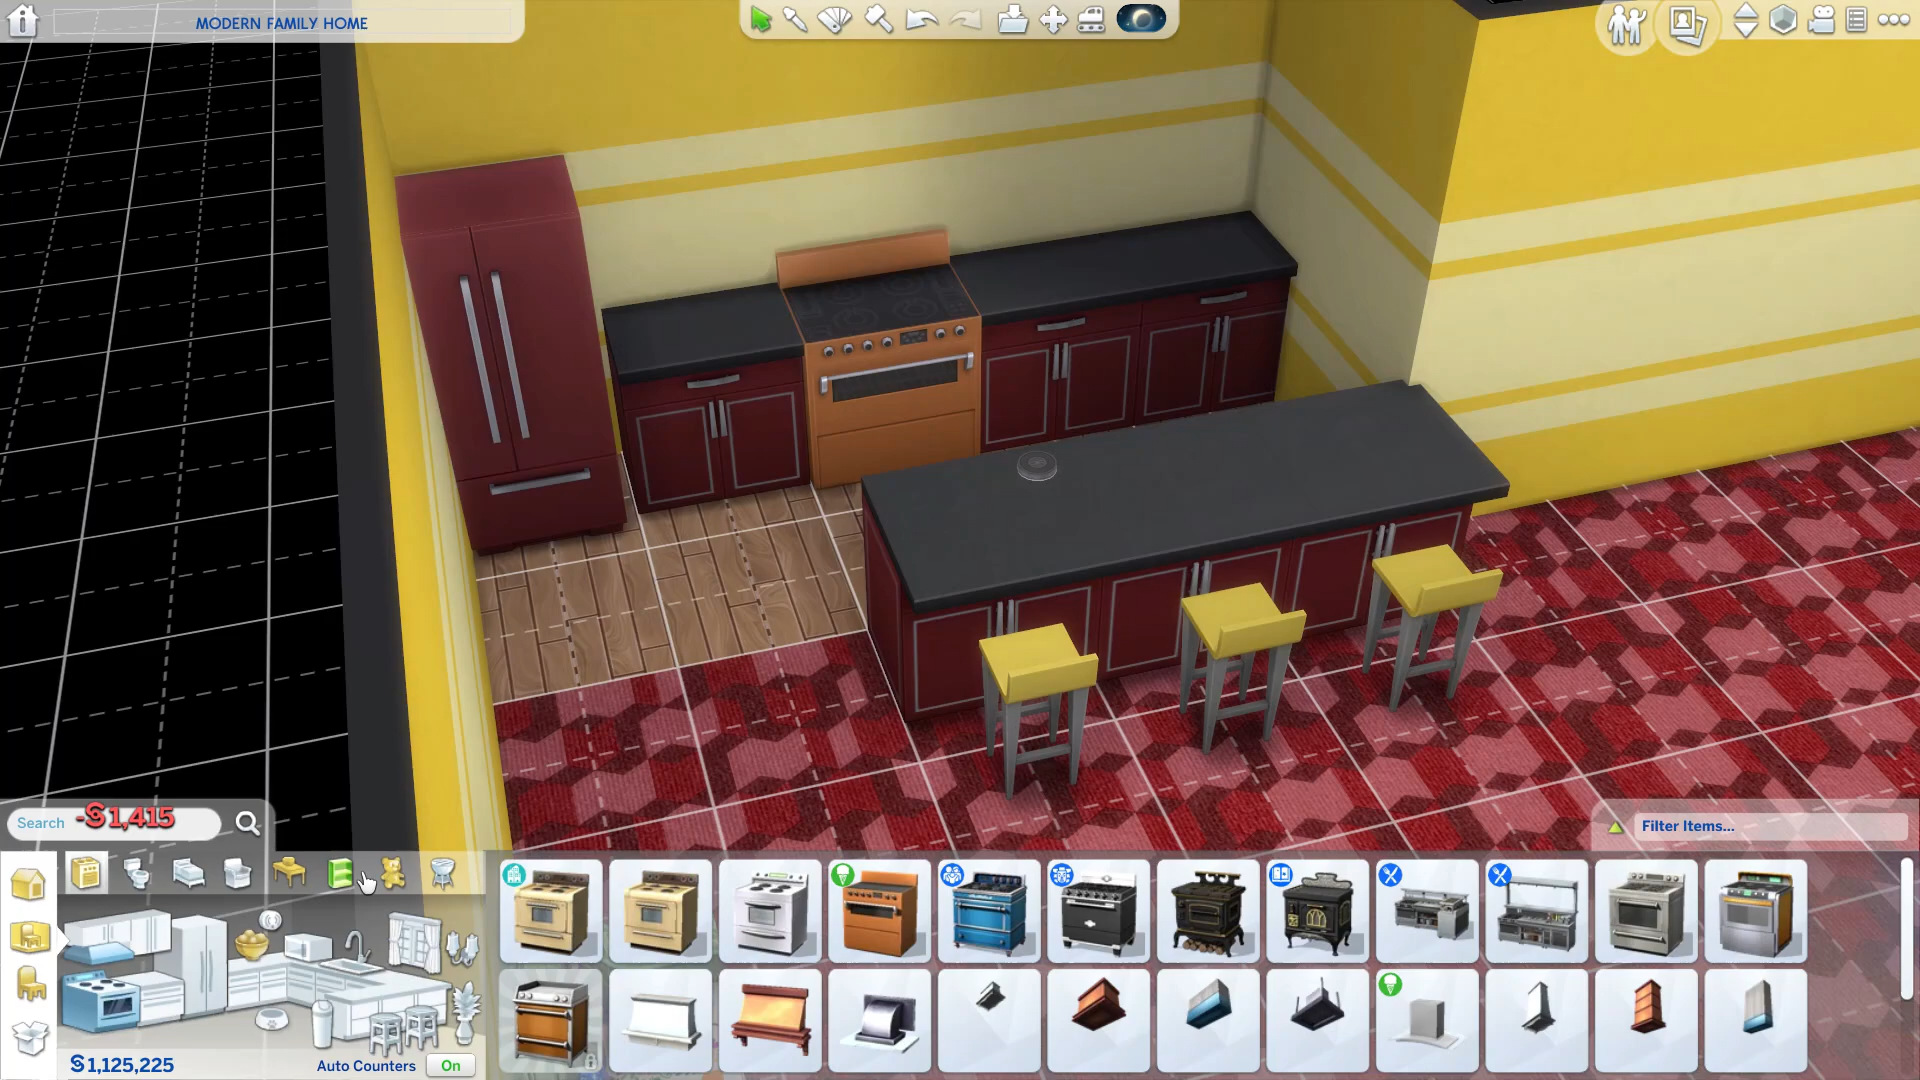 MODERN FAMILY HOME
Search
-§1,415
Filter Items...
§1,125,225
Auto Counters
On